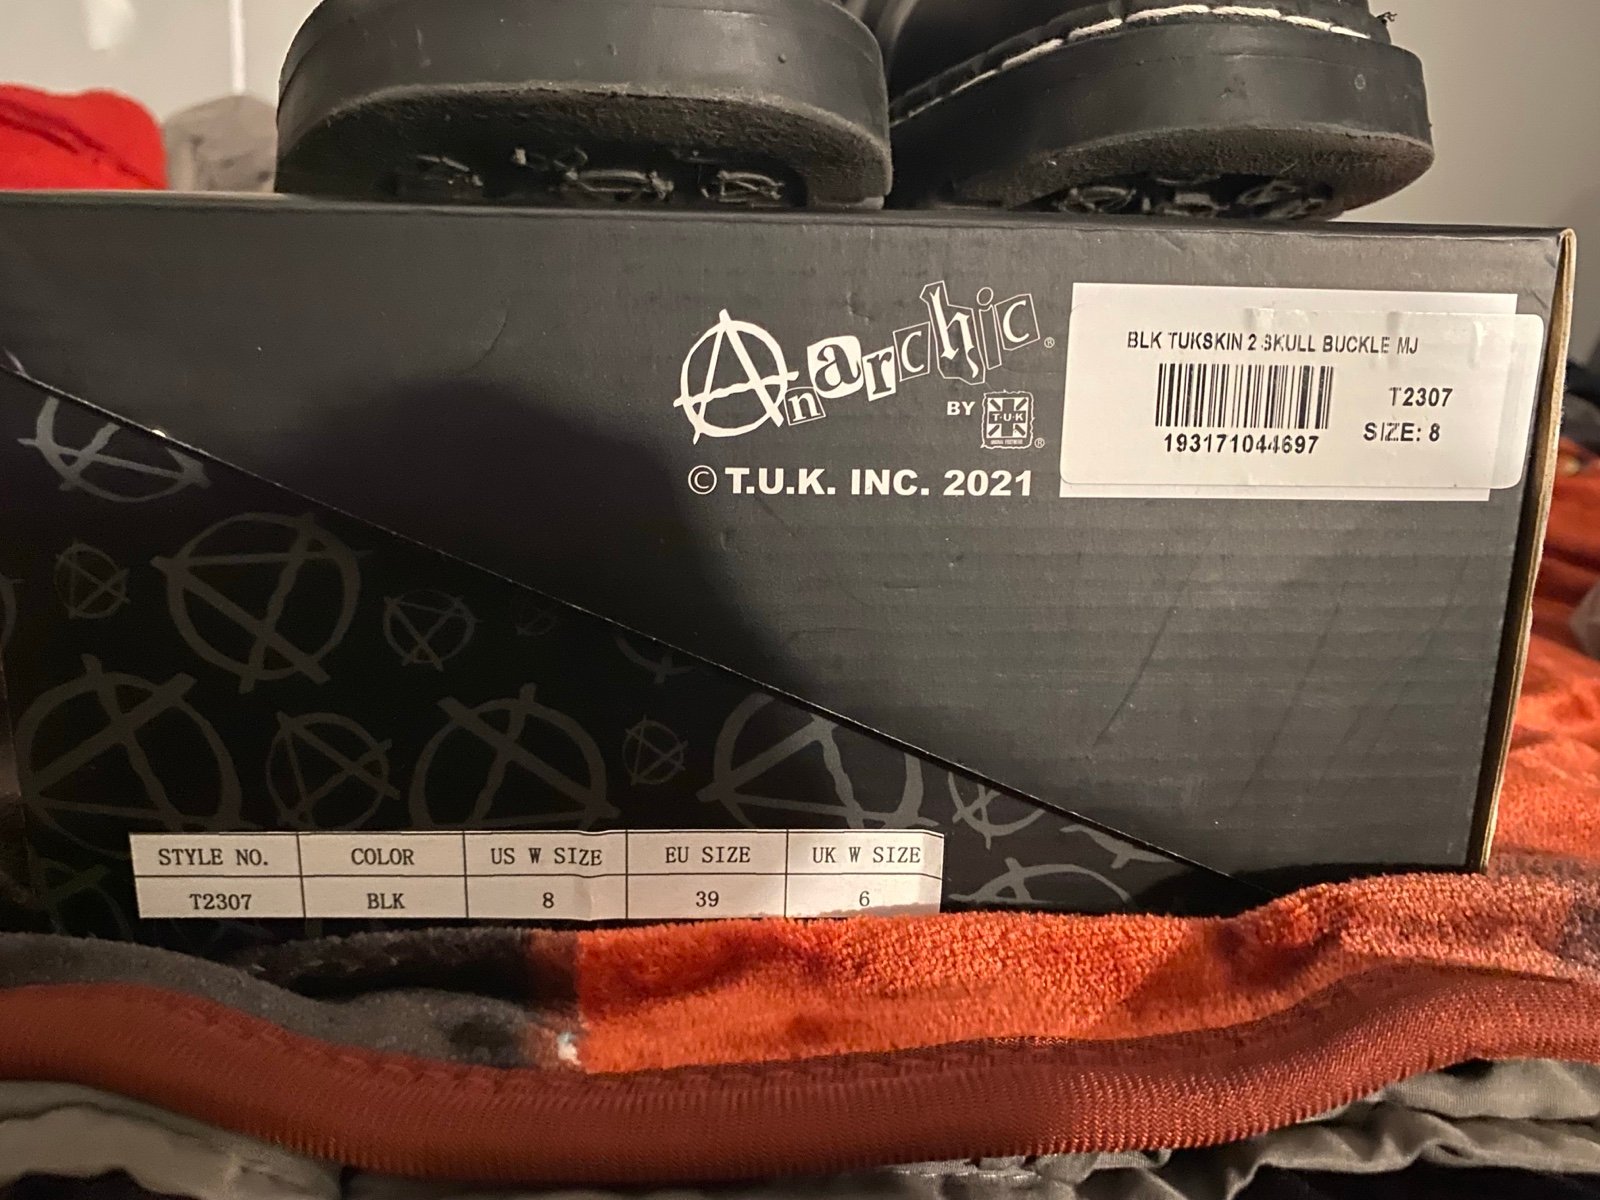 Anarchic ®
BY T·U·K ®
© T.U.K. INC. 2021
BLK TUKSKIN 2 SKULL BUCKLE MJ
T2307
193171044697
SIZE: 8
STYLE NO. COLOR US W SIZE EU SIZE UK W SIZE
T2307 BLK 8 39 6